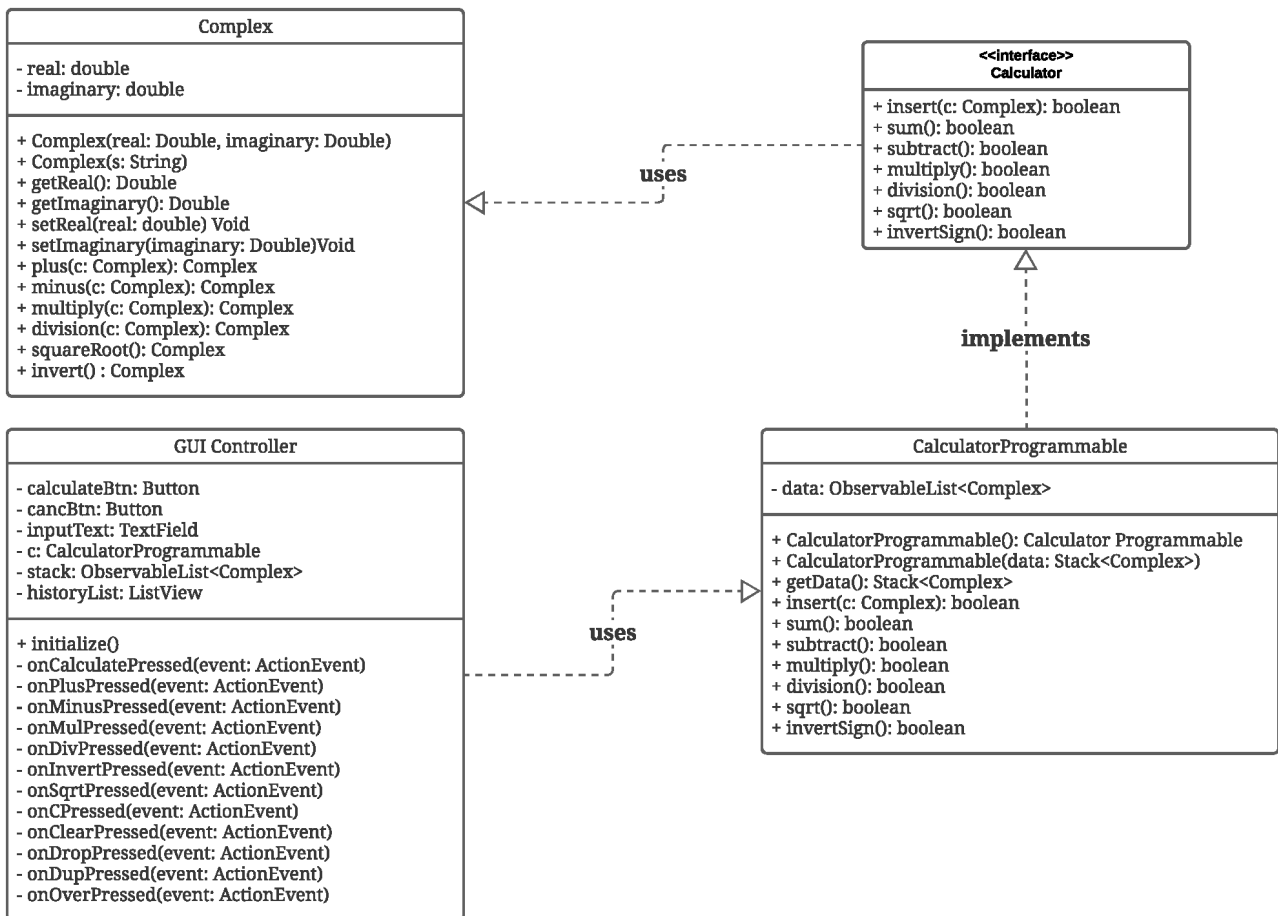 Complex
- real: double
- imaginary: double
+ Complex(real: Double, imaginary: Double)
+ Complex(s: String)
+ getReal(): Double
+ getImaginary(): Double
+ setReal(real: double) Void
+ setImaginary(imaginary: Double)Void
+ plus(c: Complex): Complex
+ minus(c: Complex): Complex
+ multiply(c: Complex): Complex
+ division(c: Complex): Complex
+ squareRoot(): Complex
+ invert() : Complex
uses
<<interface>>
Calculator
+ insert(c: Complex): boolean
+ sum(): boolean
+ subtract(): boolean
+ multiply(): boolean
+ division(): boolean
+ sqrt(): boolean
+ invertSign(): boolean
implements
GUI Controller
- calculateBtn: Button
- cancBtn: Button
- inputText: TextField
- c: CalculatorProgrammable
- stack: ObservableList<Complex>
- historyList: ListView
+ initialize()
- onCalculatePressed(event: ActionEvent)
- onPlusPressed(event: ActionEvent)
- onMinusPressed(event: ActionEvent)
- onMulPressed(event: ActionEvent)
- onDivPressed(event: ActionEvent)
- onInvertPressed(event: ActionEvent)
- onSqrtPressed(event: ActionEvent)
- onCPressed(event: ActionEvent)
- onClearPressed(event: ActionEvent)
- onDropPressed(event: ActionEvent)
- onDupPressed(event: ActionEvent)
- onOverPressed(event: ActionEvent)
uses
CalculatorProgrammable
- data: ObservableList<Complex>
+ CalculatorProgrammable(): Calculator Programmable
+ CalculatorProgrammable(data: Stack<Complex>)
+ getData(): Stack<Complex>
+ insert(c: Complex): boolean
+ sum(): boolean
+ subtract(): boolean
+ multiply(): boolean
+ division(): boolean
+ sqrt(): boolean
+ invertSign(): boolean